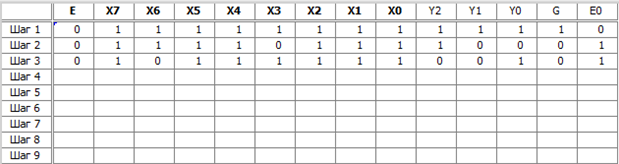 E X7 X6 X5 X4 X3 X2 X1 X0 Y2 Y1 Y0 G E0
Шаг 1 0 1 1 1 1 1 1 1 1 1 1 1 1 0
Шаг 2 0 1 1 1 1 0 1 1 1 1 0 0 0 1
Шаг 3 0 1 0 1 1 1 1 1 1 0 0 1 0 1
Шаг 4
Шаг 5
Шаг 6
Шаг 7
Шаг 8
Шаг 9